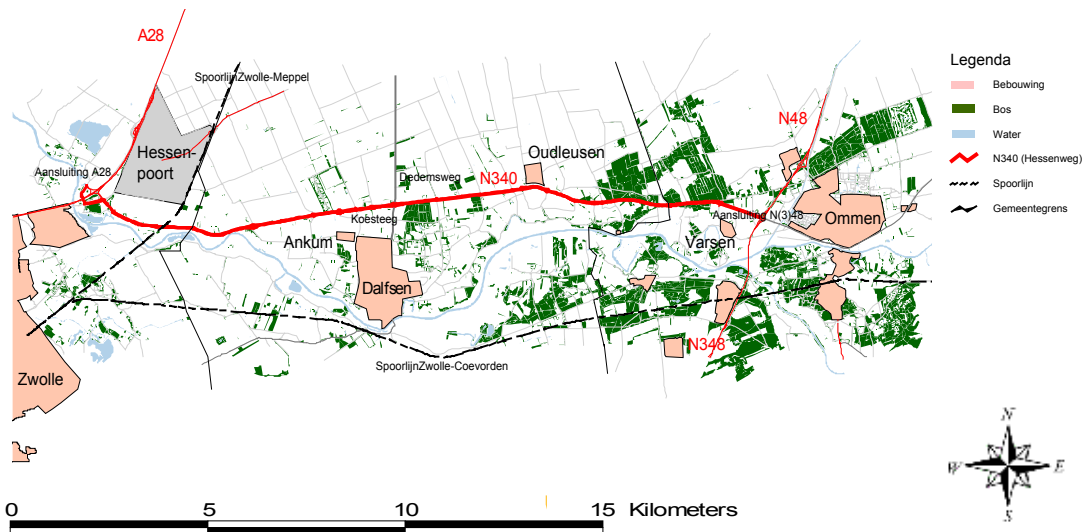 A28
SpoorlijnZwolle-Meppel
Legenda
Bebouwing
Bos
Water
N340 (Hessenweg)
Spoorlijn
Gemeentegrens
N48
Hessen-
poort
Oudleusen
Aansluiting A28
Dedemsweg
N340
Koesteeg
Aansluiting N(3)48
Ommen
Ankum
Varsen
Dalfsen
N348
SpoorlijnZwolle-Coevorden
Zwolle
N
W
E
S
0
5
10
15
Kilometers